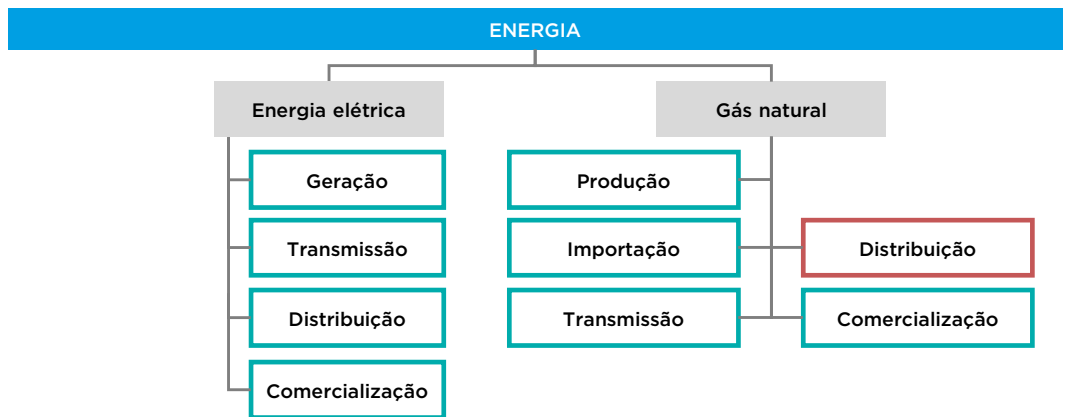 ENERGIA
Energia elétrica
Geração
Transmissão
Distribuição
Comercialização
Gás natural
Produção
Importação
Transmissão
Distribuição
Comercialização